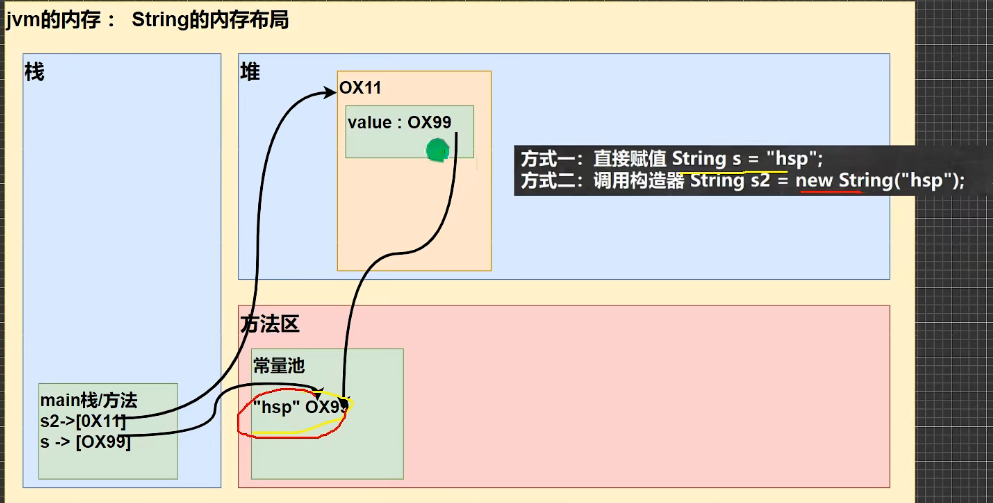 jvm的内存： String的内存布局
栈
堆
OX11
value : OX99
方式一：直接赋值 String s = "hsp";
方式二：调用构造器 String s2 = new String("hsp");
方法区
常量池
"hsp" OX99
main栈/方法
s2->[0X11]
s -> [OX99]